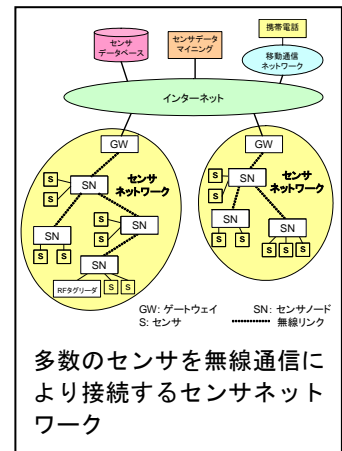 センサ
データベース
センサデータ
マイニング
携帯電話
移動通信
ネットワーク
インターネット
GW
GW
センサ
ネットワーク
S
SN
S
S
SN
S
SN
S
S
SN
RFタグリーダ
S
S
センサ
ネットワーク
S
SN
S
SN
S
S
SN
S
S
S
GW: ゲートウェイ
SN: センサノード
S: センサ
無線リンク
多数のセンサを無線通信に
より接続するセンサネット
ワーク